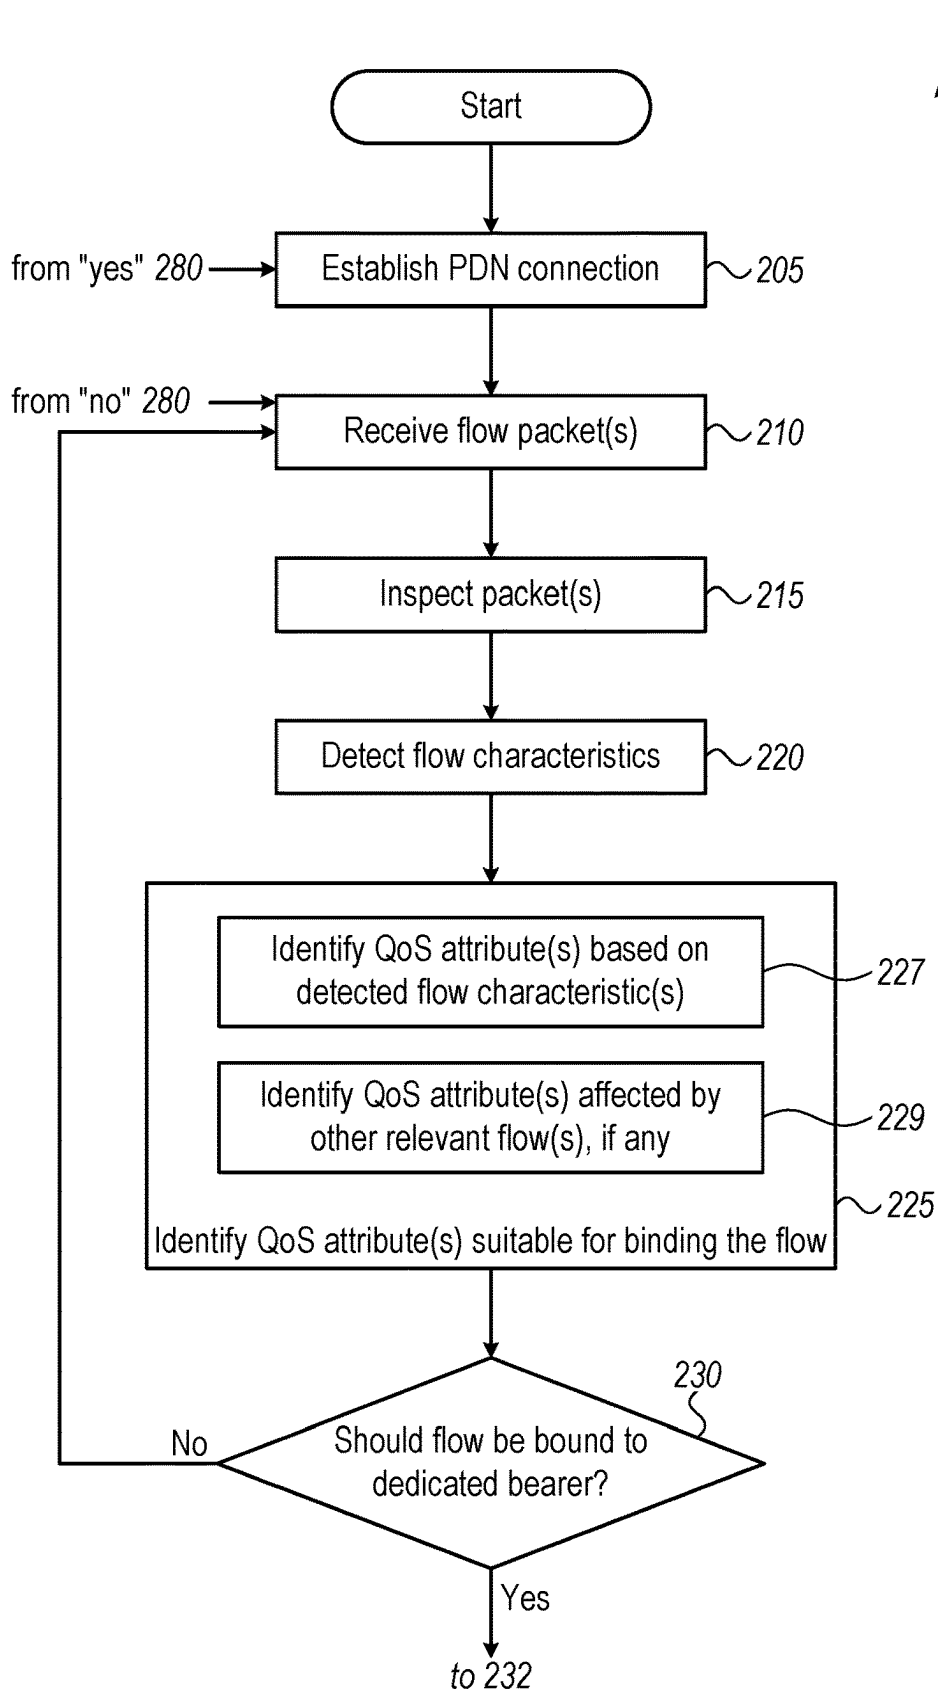 Start
from "yes" 280
Establish PDN connection
205
from "no" 280
Receive flow packet(s)
210
Inspect packet(s)
215
Detect flow characteristics
220
Identify QoS attribute(s) based on
detected flow characteristic(s)
227
Identify QoS attribute(s) affected by
other relevant flow(s), if any
229
225
Identify QoS attribute(s) suitable for binding the flow
230
No
Should flow be bound to
dedicated bearer?
Yes
to 232